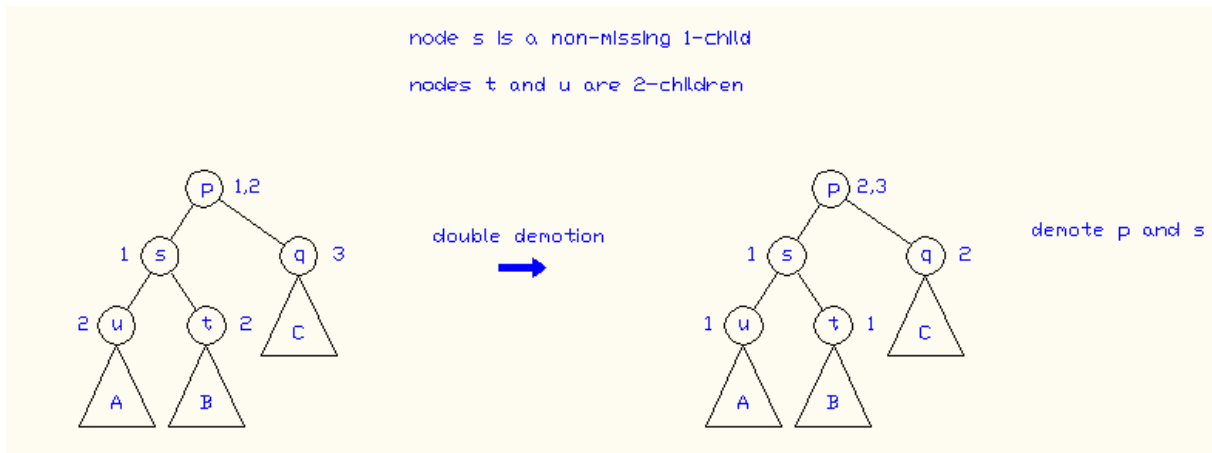 node s is a non-missing 1-child
nodes t and u are 2-children
p 1,2
p 2,3
double demotion
demote p and s
1 s
q 3
1 s
q 2
2 u
t 2
C
1 u
t 1
C
A
B
A
B